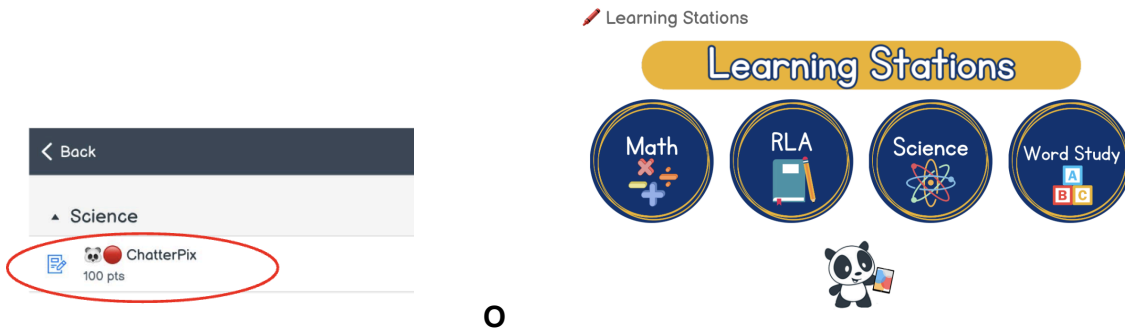 Back
Science
🐼🔴 ChatterPix
100 pts
O
🖍️ Learning Stations
Learning Stations
Math
RLA
Science
Word Study
A
B C